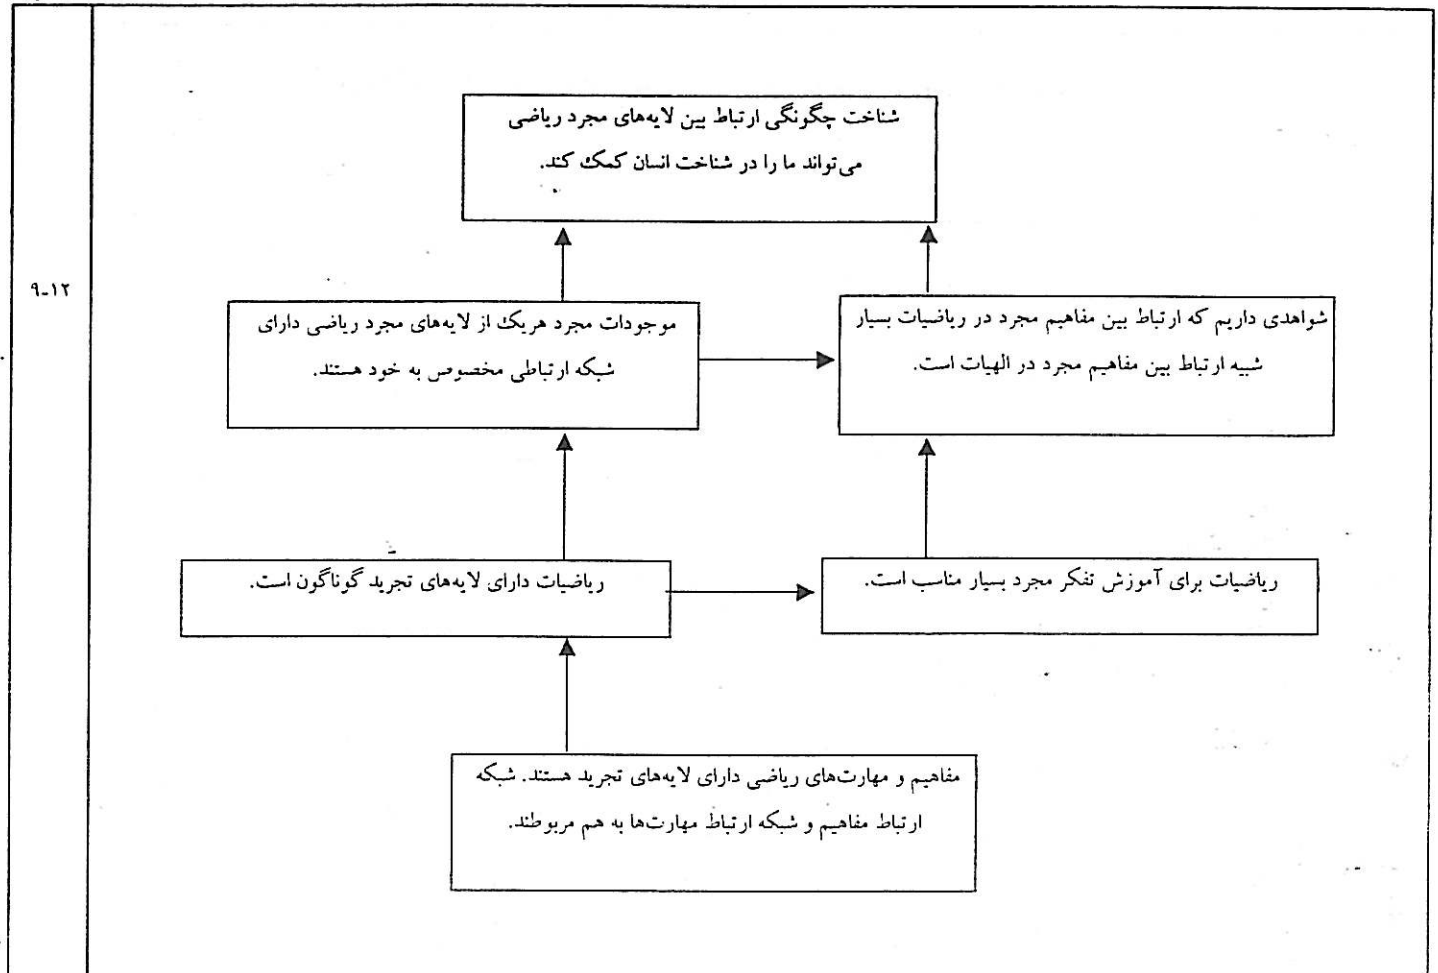 شناخت چگونگی ارتباط بین لایه‌های مجرد ریاضی
می‌تواند ما را در شناخت انسان کمک کند.
۹-۱۲
شواهدی داریم که ارتباط بین مفاهیم مجرد در ریاضیات بسیار
شبیه ارتباط بین مفاهیم مجرد در الهیات است.
موجودات مجرد هریک از لایه‌های مجرد ریاضی دارای
شبکه ارتباطی مخصوص به خود هستند.
ریاضیات برای آموزش تفکر مجرد بسیار مناسب است.
ریاضیات دارای لایه‌های تجرید گوناگون است.
مفاهیم و مهارت‌های ریاضی دارای لایه‌های تجرید هستند. شبکه
ارتباط مفاهیم و شبکه ارتباط مهارت‌ها به هم مربوطند.